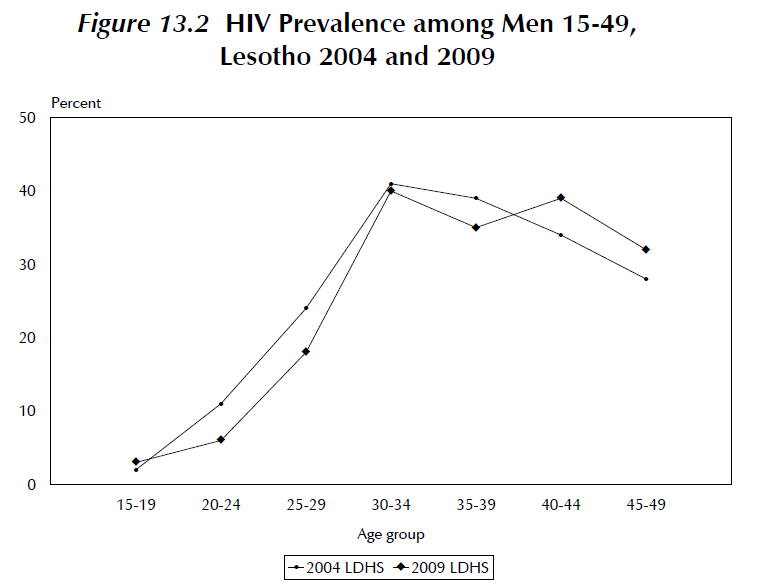 Figure 13.2 HIV Prevalence among Men 15-49,
Lesotho 2004 and 2009
Percent
50
40
30
20
10
0
15-19 20-24 25-29 30-34 35-39 40-44 45-49
Age group
2004 LDHS 2009 LDHS